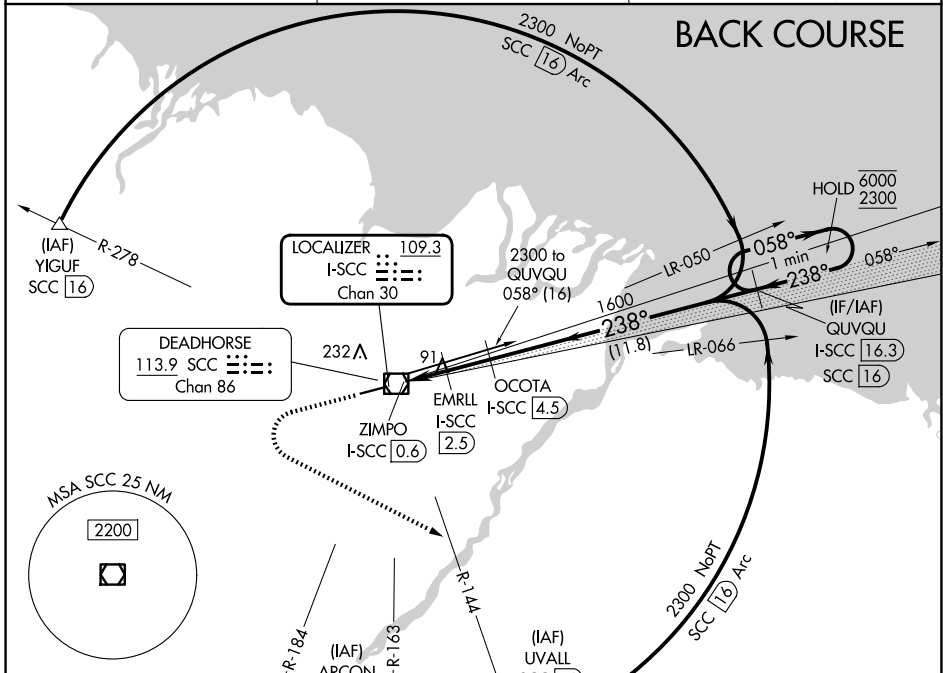 BACK COURSE
2300 NoPT
SCC 16 Arc
HOLD 6000
2300
(IAF)
YIGUF
SCC 16
R-278
LOCALIZER 109.3
I-SCC
Chan 30
2300 to
QUVQU
058° (16)
LR-050
058°
1 min
238°
058°
1600
238°
(11.8)
LR-066
(IF/IAF)
QUVQU
I-SCC 16.3
SCC 16
DEADHORSE
113.9 SCC
Chan 86
232
91
OCOTA
I-SCC 4.5
EMRLL
I-SCC
2.5
ZIMPO
I-SCC 0.6
MSA SCC 25 NM
2200
R-144
2300 NoPT
SCC 16 Arc
R-184
R-163
(IAF)
(IAF)
UVALL